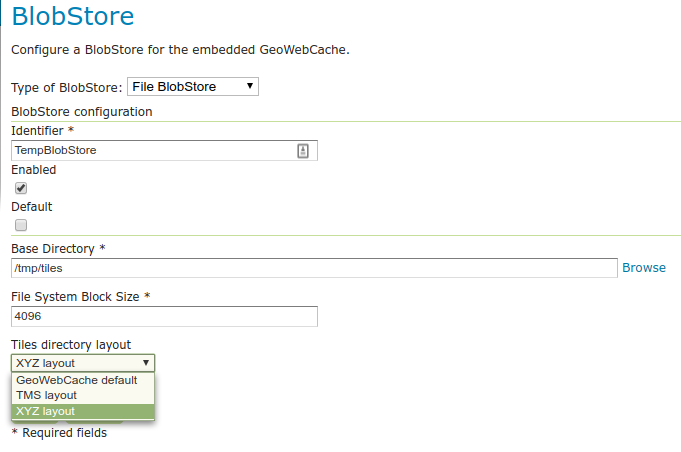 BlobStore
Configure a BlobStore for the embedded GeoWebCache.
Type of BlobStore: File BlobStore
BlobStore configuration
Identifier *
TempBlobStore
Enabled
Default
Base Directory *
/tmp/tiles Browse
File System Block Size *
4096
Tiles directory layout
XYZ layout
GeoWebCache default
TMS layout
XYZ layout
* Required fields